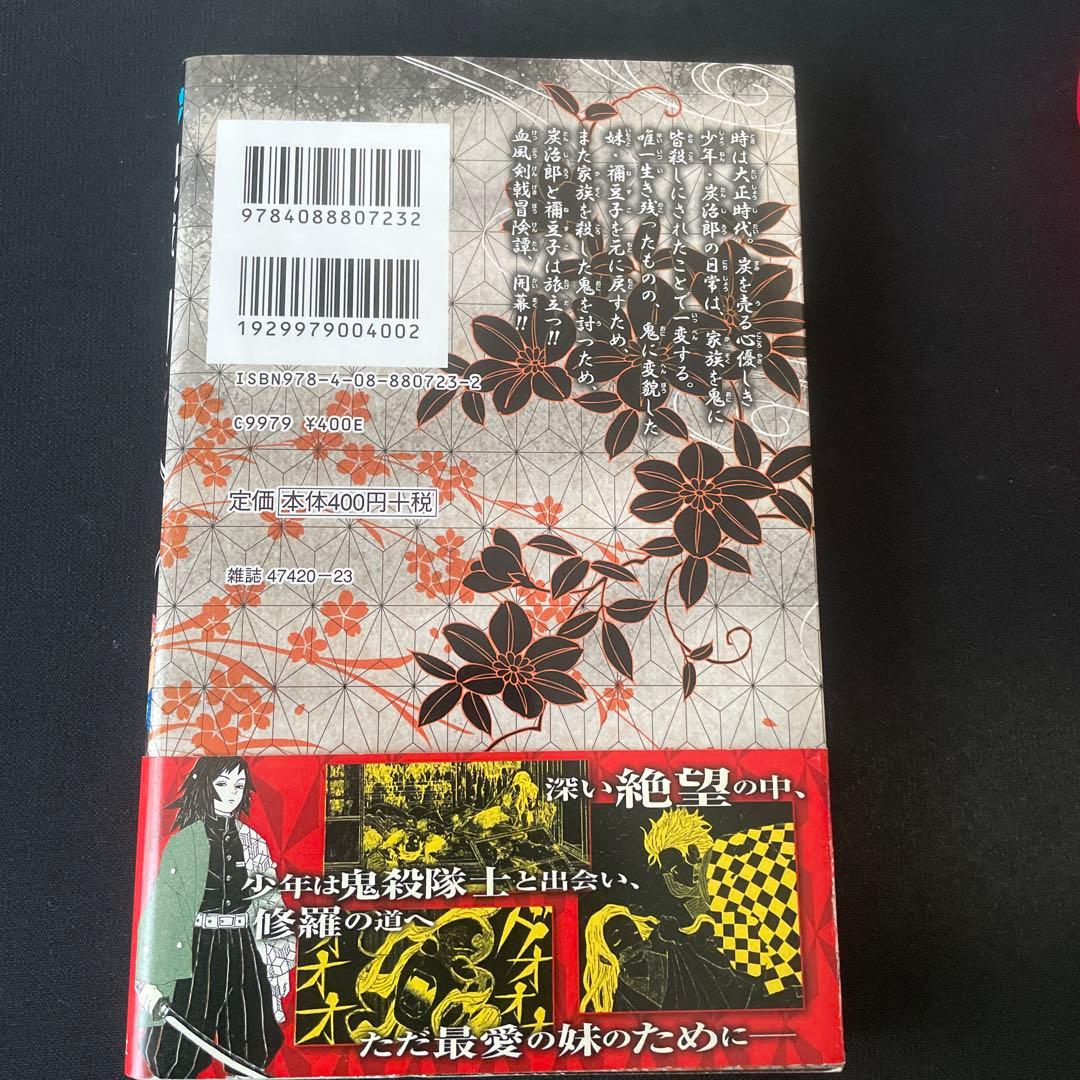 時は大正時代。炭を売る心優しき
少年・炭治郎の日常は、家族を鬼に
皆殺しにされたことで一変する。
唯一生き残ったものの、鬼に変貌した
妹・禰豆子を元に戻すため、
また家族を殺した鬼を討つため、
炭治郎と禰豆子は旅立つ!!
血風剣戟冒険譚、開幕!!
9784088807232
1929979004002
ISBN978-4-08-880723-2
C9979 ¥400E
定価 本体400円+税
雑誌 47420-23
深い絶望の中、
少年は鬼殺隊士と出会い、
修羅の道へ
オオオ
グオオオ
ただ最愛の妹のために──